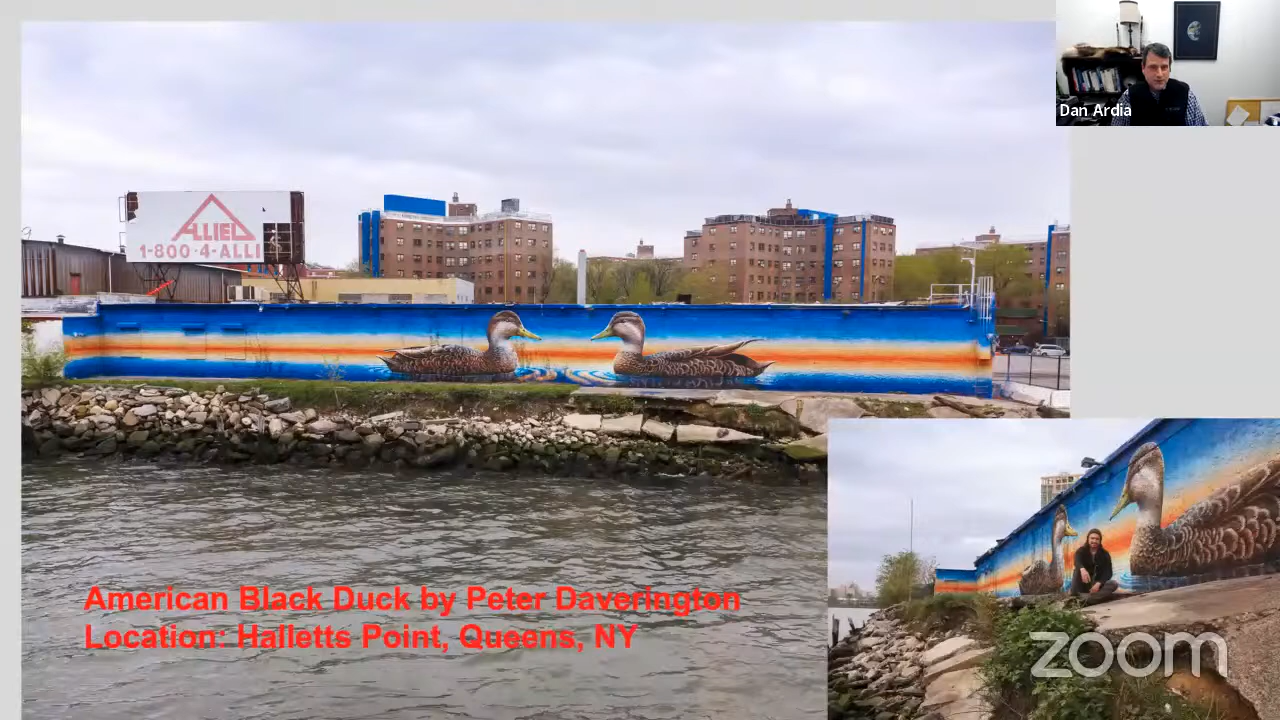 Dan Ardia
ALLIED
1-800-4-ALLI
American Black Duck by Peter Daverington
Location: Halletts Point, Queens, NY
zoom